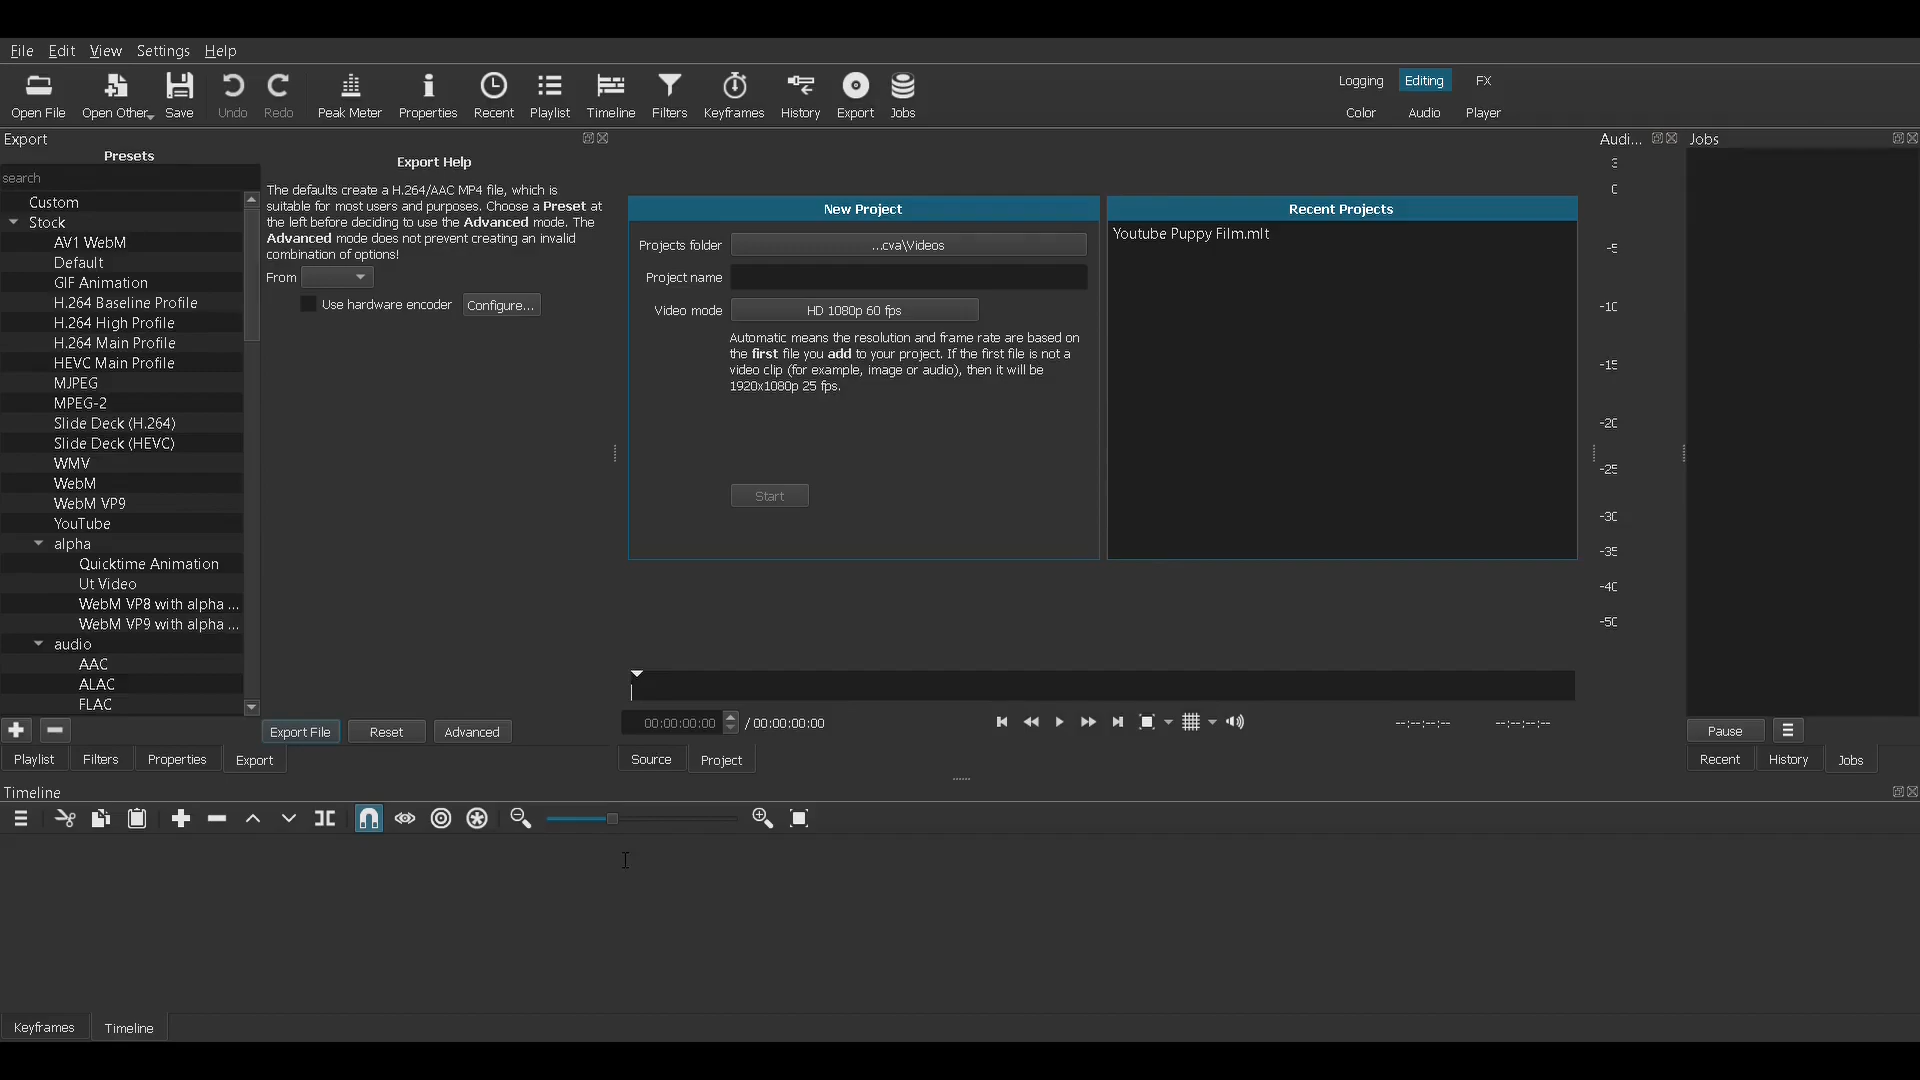 File Edit View Settings Help
Open File Open Other Save Undo Redo Peak Meter Properties Recent Playlist Timeline Filters Keyframes History Export Jobs
Logging Editing FX
Color Audio Player
Export
Presets
search
Custom
Stock
AV1 WebM
Default
GIF Animation
H.264 Baseline Profile
H.264 High Profile
H.264 Main Profile
HEVC Main Profile
MJPEG
MPEG-2
Slide Deck (H.264)
Slide Deck (HEVC)
WMV
WebM
WebM VP9
YouTube
alpha
Quicktime Animation
Ut Video
WebM VP8 with alpha ...
WebM VP9 with alpha ...
audio
AAC
ALAC
FLAC
Export Help
The defaults create a H.264/AAC MP4 file, which is
suitable for most users and purposes. Choose a Preset at
the left before deciding to use the Advanced mode. The
Advanced mode does not prevent creating an invalid
combination of options!
From
Use hardware encoder Configure...
Export File Reset Advanced
Playlist Filters Properties Export
New Project
Projects folder ...cva\Videos
Project name
Video mode HD 1080p 60 fps
Automatic means the resolution and frame rate are based on
the first file you add to your project. If the first file is not a
video clip (for example, image or audio), then it will be
1920x1080p 25 fps.
Start
Recent Projects
Youtube Puppy Film.mlt
00:00:00:00 / 00:00:00:00 --:--:--:-- --:--:--:--
Source Project
Audi...
3
0
-5
-10
-15
-20
-25
-30
-35
-40
-50
Jobs
Pause
Recent History Jobs
Timeline
Keyframes Timeline